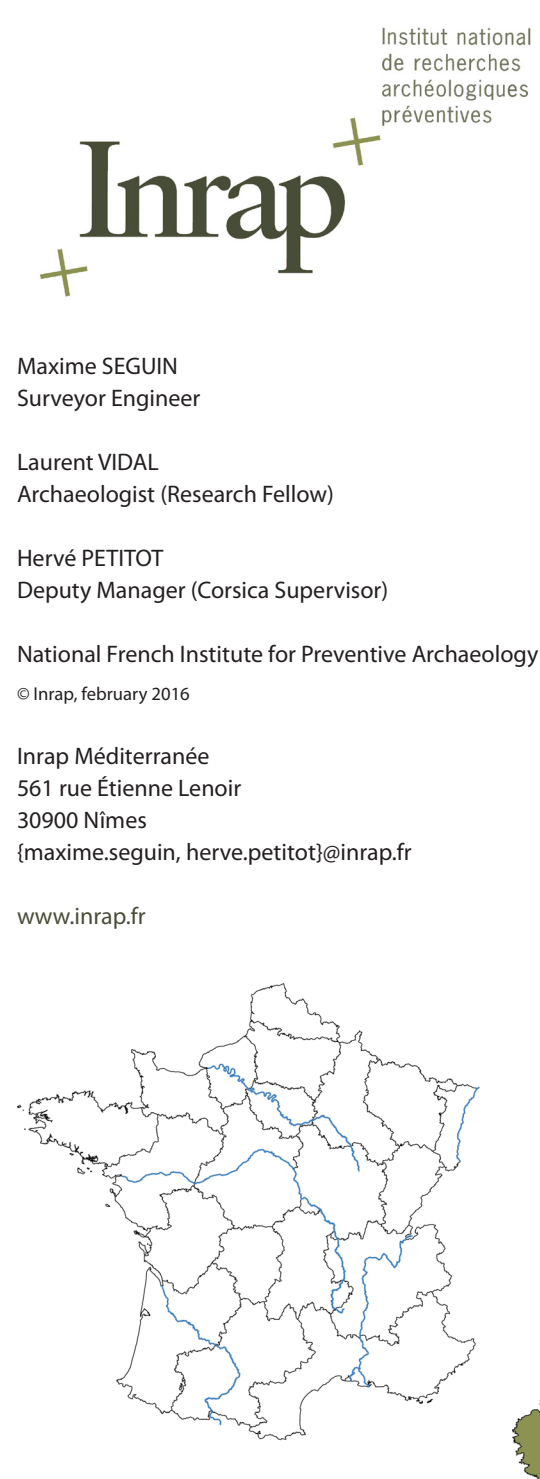 Institut national
de recherches
archéologiques
préventives
Inrap
Maxime SEGUIN
Surveyor Engineer
Laurent VIDAL
Archaeologist (Research Fellow)
Hervé PETITOT
Deputy Manager (Corsica Supervisor)
National French Institute for Preventive Archaeology
© Inrap, february 2016
Inrap Méditerranée
561 rue Étienne Lenoir
30900 Nîmes
{maxime.seguin, herve.petitot}@inrap.fr
www.inrap.fr